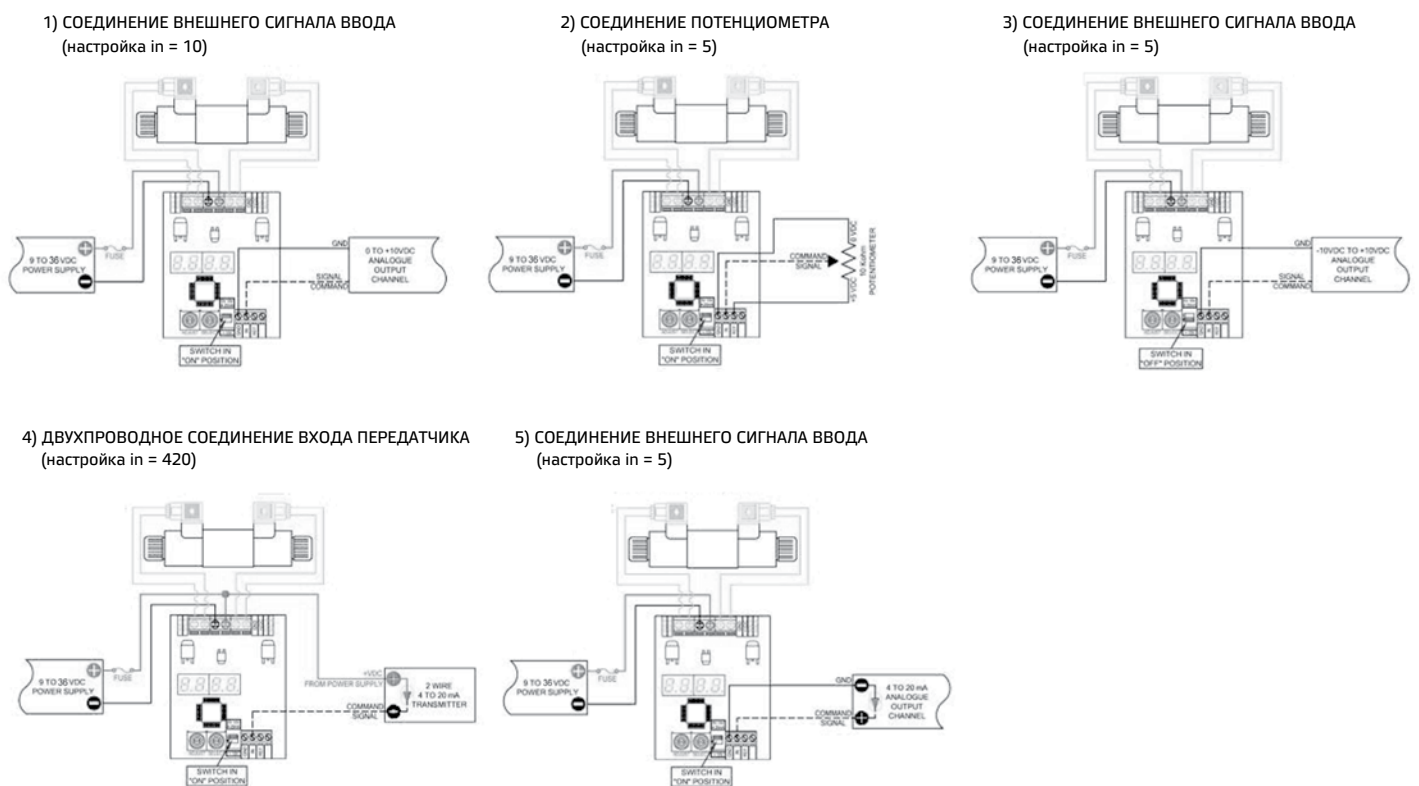 1) СОЕДИНЕНИЕ ВНЕШНЕГО СИГНАЛА ВВОДА
(настройка in = 10)
9 TO 36 VDC
POWER SUPPLY
FUSE
GND
SIGNAL
COMMAND
0 TO +10VDC
ANALOGUE
OUTPUT
CHANNEL
SWITCH IN
"ON" POSITION
2) СОЕДИНЕНИЕ ПОТЕНЦИОМЕТРА
(настройка in = 5)
9 TO 36 VDC
POWER SUPPLY
FUSE
COMMAND
SIGNAL
0 VDC
+5 VDC
10 Kohm
POTENTIOMETER
SWITCH IN
"ON" POSITION
3) СОЕДИНЕНИЕ ВНЕШНЕГО СИГНАЛА ВВОДА
(настройка in = 5)
9 TO 36 VDC
POWER SUPPLY
FUSE
GND
SIGNAL
COMMAND
-10VDC TO +10VDC
ANALOGUE
OUTPUT
CHANNEL
SWITCH IN
"OFF" POSITION
4) ДВУХПРОВОДНОЕ СОЕДИНЕНИЕ ВХОДА ПЕРЕДАТЧИКА
(настройка in = 420)
9 TO 36 VDC
POWER SUPPLY
FUSE
+VDC
FROM POWER SUPPLY
COMMAND
SIGNAL
2 WIRE
4 TO 20 mA
TRANSMITTER
SWITCH IN
"ON" POSITION
5) СОЕДИНЕНИЕ ВНЕШНЕГО СИГНАЛА ВВОДА
(настройка in = 5)
9 TO 36 VDC
POWER SUPPLY
FUSE
GND
COMMAND
SIGNAL
4 TO 20 mA
ANALOGUE
OUTPUT
CHANNEL
SWITCH IN
"ON" POSITION